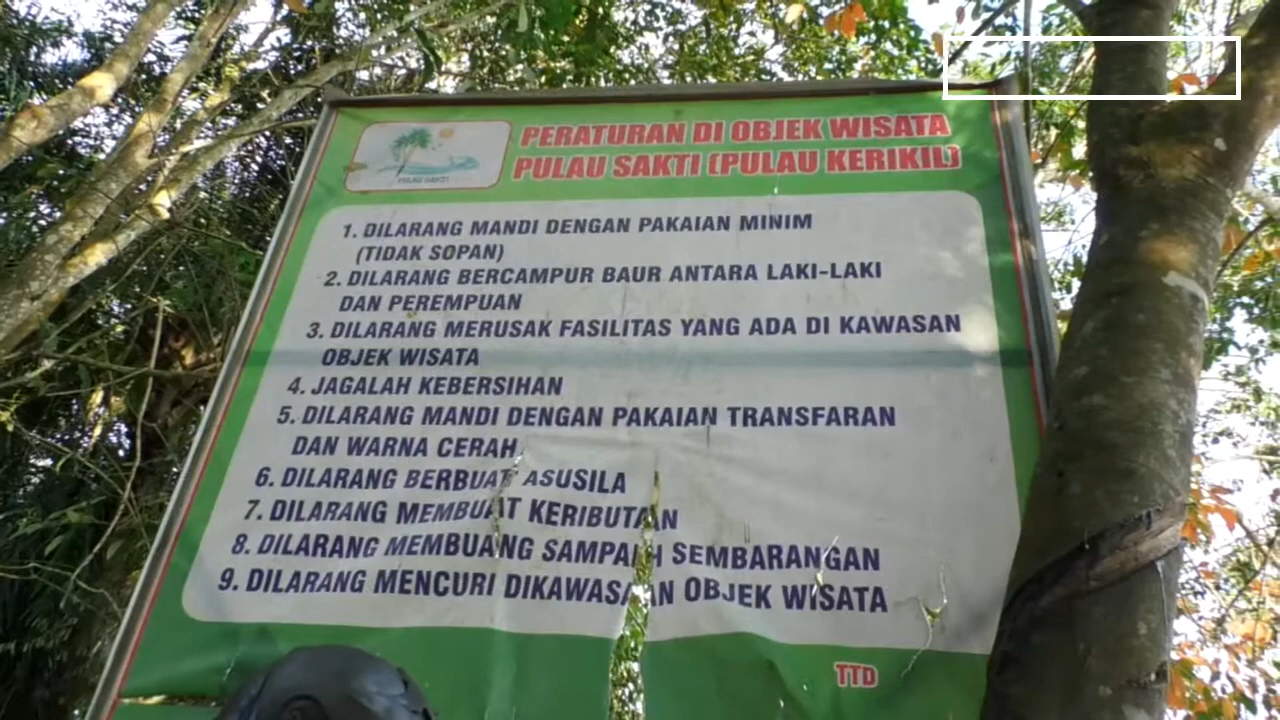 PERATURAN DI OBJEK WISATA
PULAU SAKTI (PULAU KERIKIL)
PULAU SAKTI
1. DILARANG MANDI DENGAN PAKAIAN MINIM
(TIDAK SOPAN)
2. DILARANG BERCAMPUR BAUR ANTARA LAKI-LAKI
DAN PEREMPUAN
3. DILARANG MERUSAK FASILITAS YANG ADA DI KAWASAN
OBJEK WISATA
4. JAGALAH KEBERSIHAN
5. DILARANG MANDI DENGAN PAKAIAN TRANSFARAN
DAN WARNA CERAH
6. DILARANG BERBUAT ASUSILA
7. DILARANG MEMBUAT KERIBUTAN
8. DILARANG MEMBUANG SAMPAH SEMBARANGAN
9. DILARANG MENCURI DIKAWASAAN OBJEK WISATA
TTD